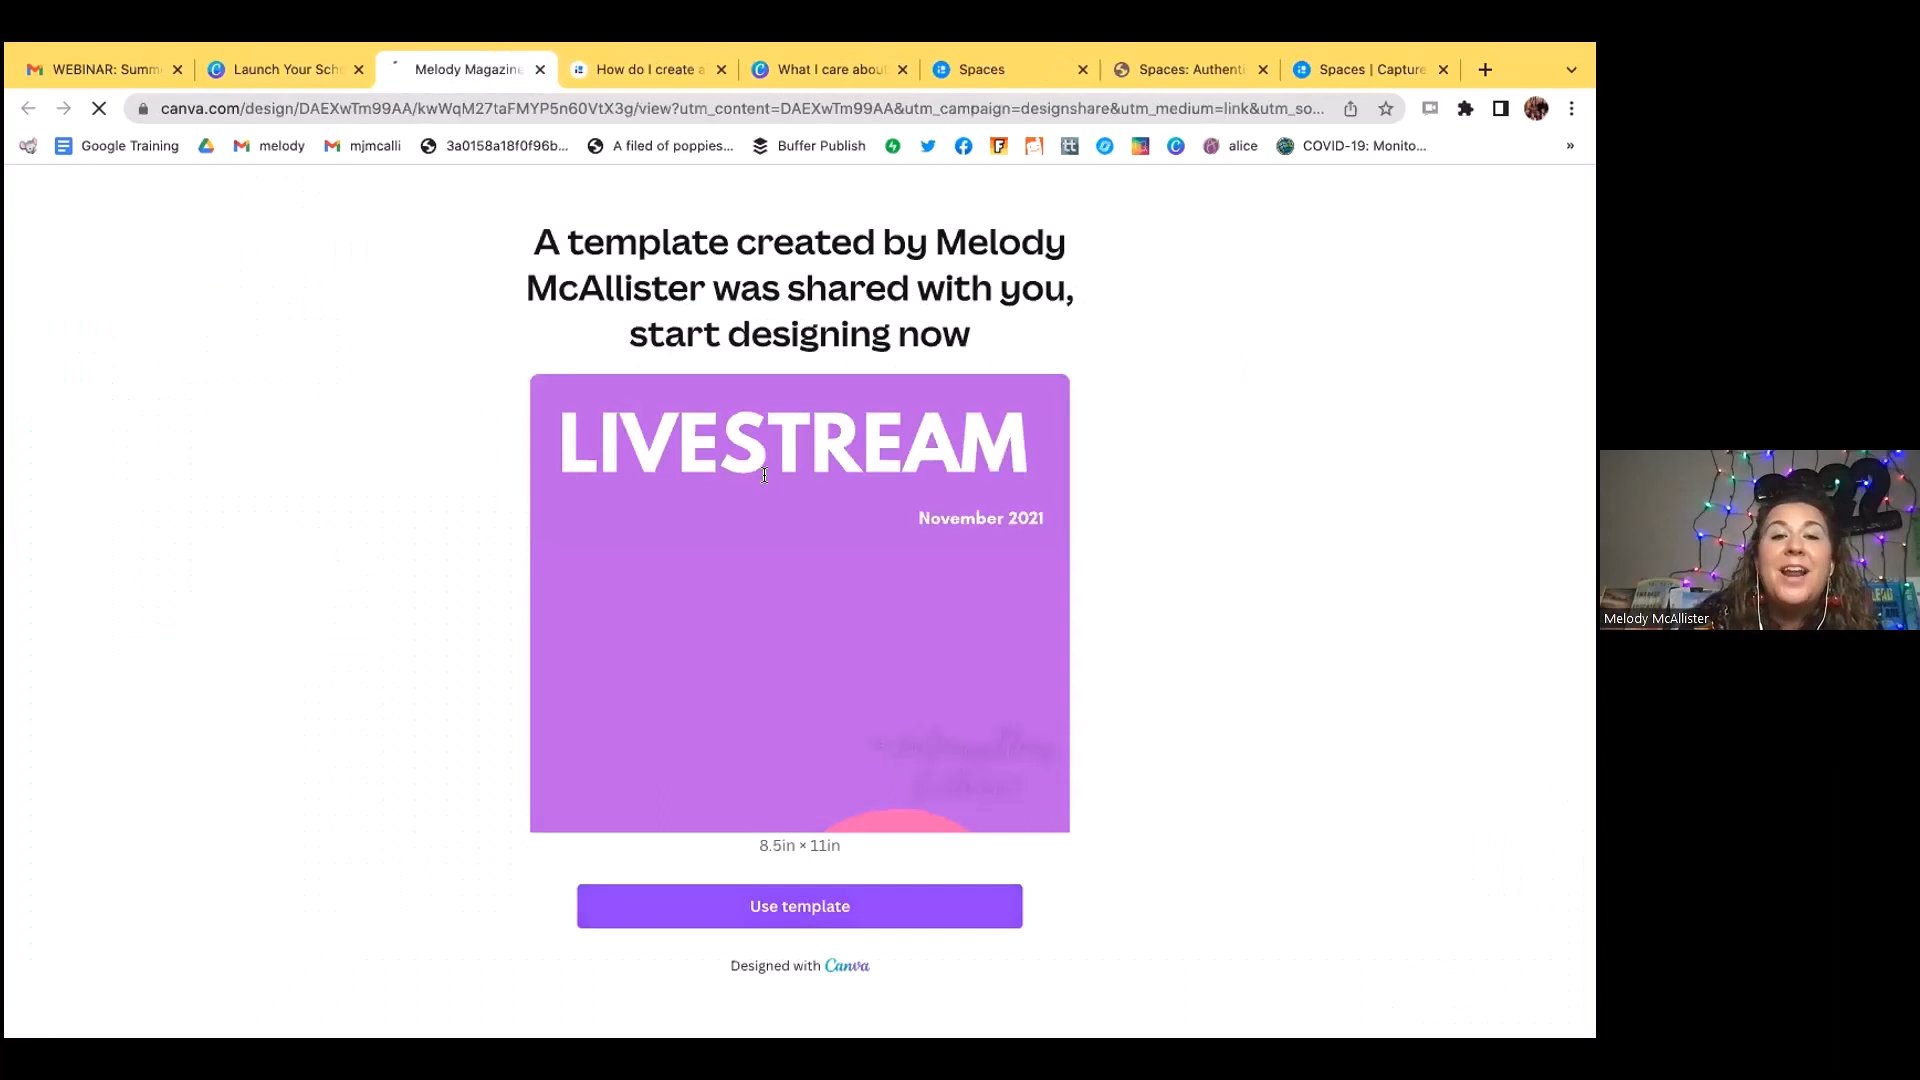 WEBINAR: Summ
Launch Your Sch
Melody Magazine
How do I create a
What I care about
Spaces
Spaces: Authenti
Spaces | Capture
canva.com/design/DAEXwTm99AA/kwWqM27taFMYP5n60VtX3g/view?utm_content=DAEXwTm99AA&utm_campaign=designshare&utm_medium=link&utm_so...
Google Training
melody
mjmcalli
3a0158a18f0f96b...
A filed of poppies...
Buffer Publish
alice
COVID-19: Monito...
A template created by Melody
McAllister was shared with you,
start designing now
LIVESTREAM
November 2021
8.5in × 11in
Use template
Designed with Canva
Melody McAllister